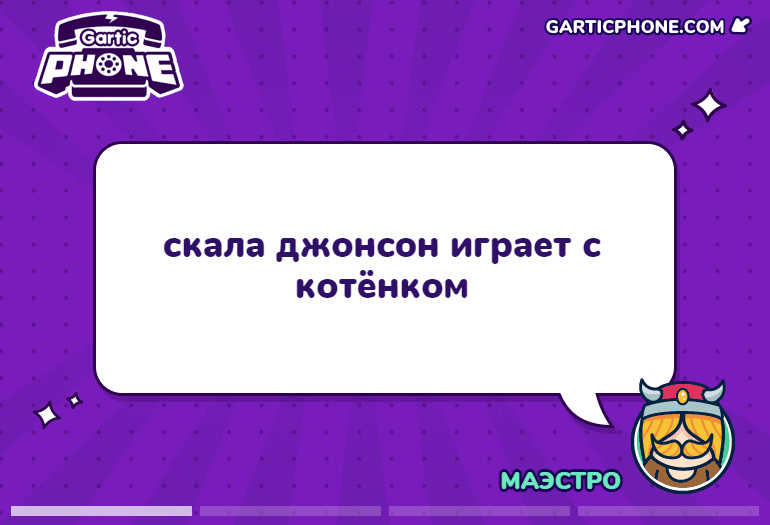 Gartic
PHONE
GARTICPHONE.COM
скала джонсон играет с
котёнком
МАЭСТРО